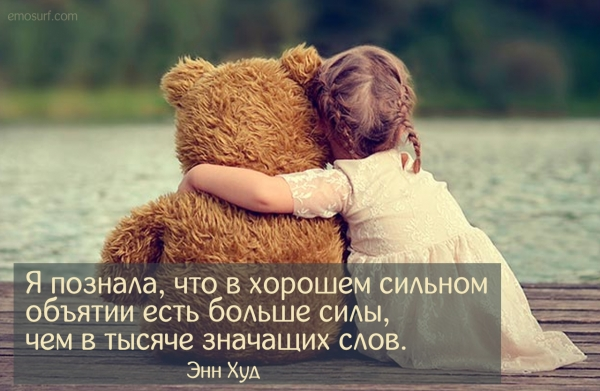 emosurf.com
Я познала, что в хорошем сильном
объятии есть больше силы,
чем в тысяче значащих слов.
Энн Худ